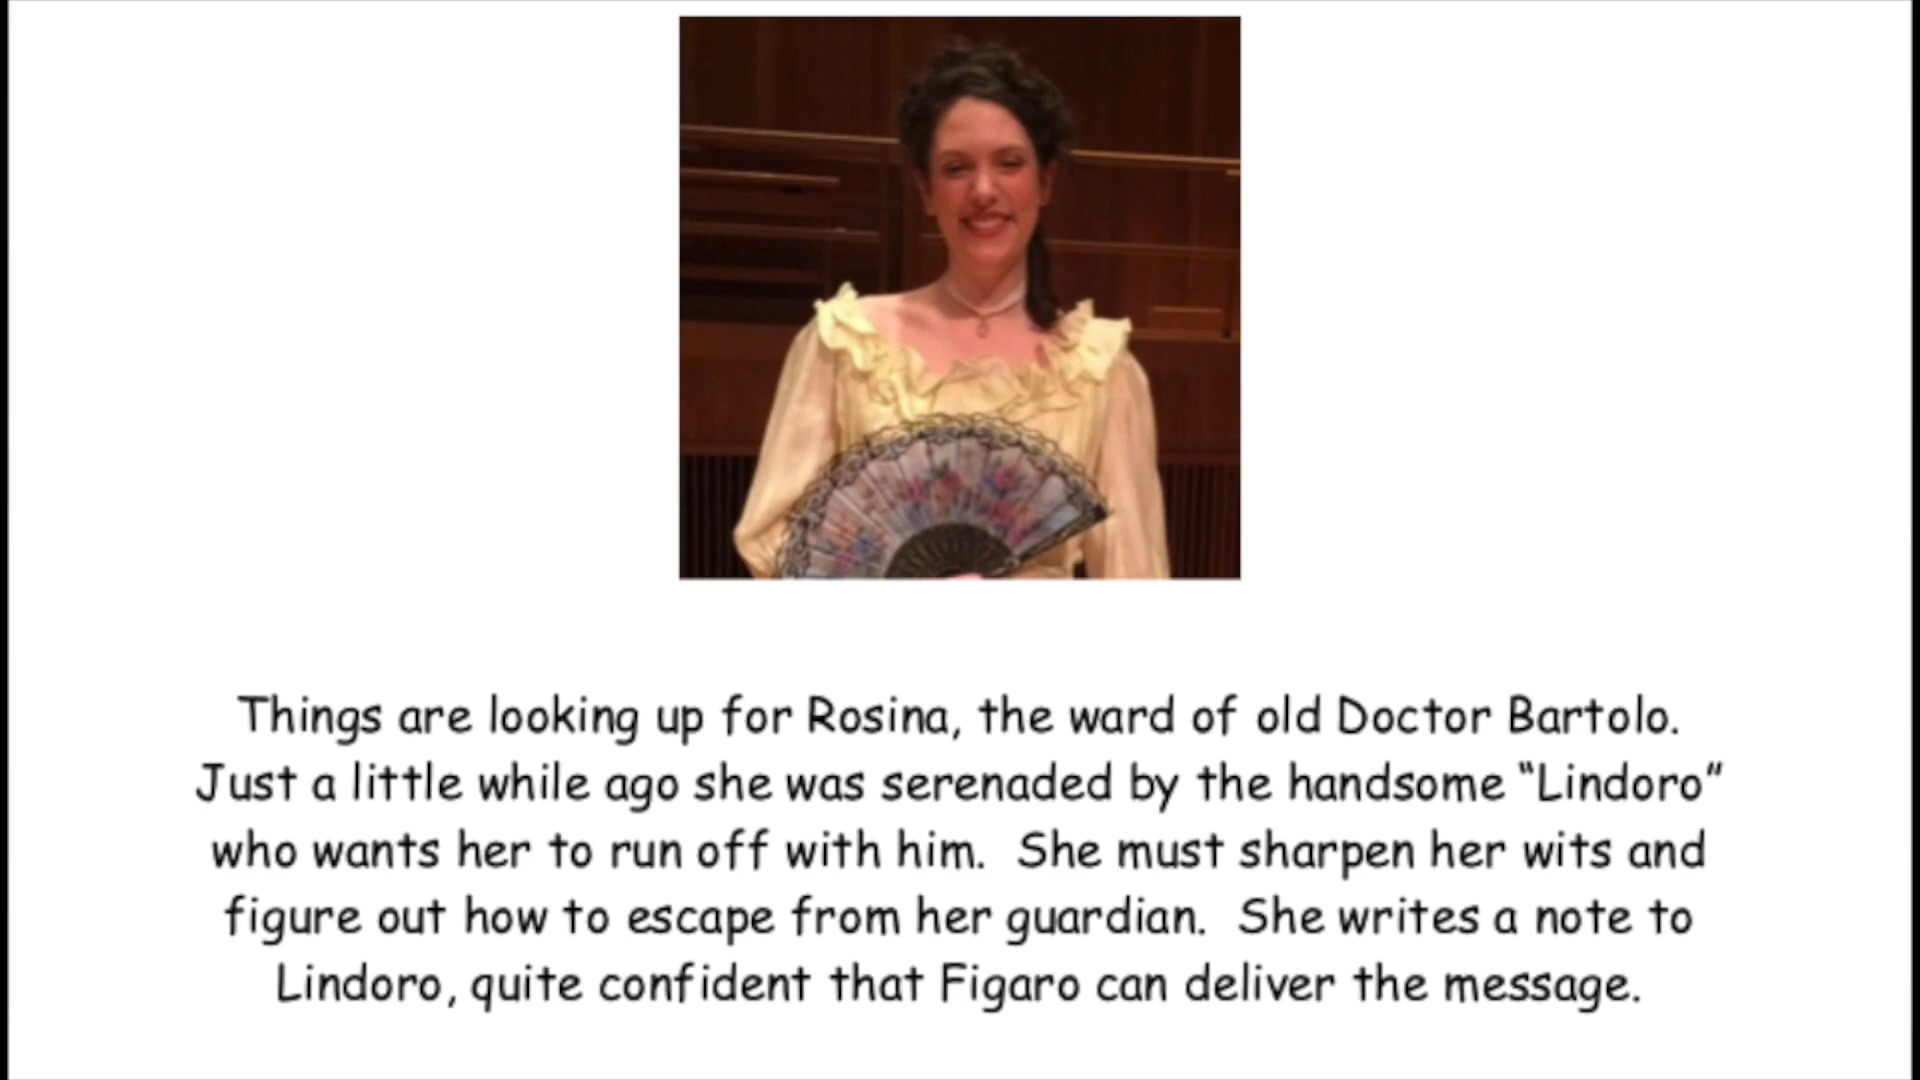 Things are looking up for Rosina, the ward of old Doctor Bartolo.
Just a little while ago she was serenaded by the handsome “Lindoro”
who wants her to run off with him.  She must sharpen her wits and
figure out how to escape from her guardian.  She writes a note to
Lindoro, quite confident that Figaro can deliver the message.